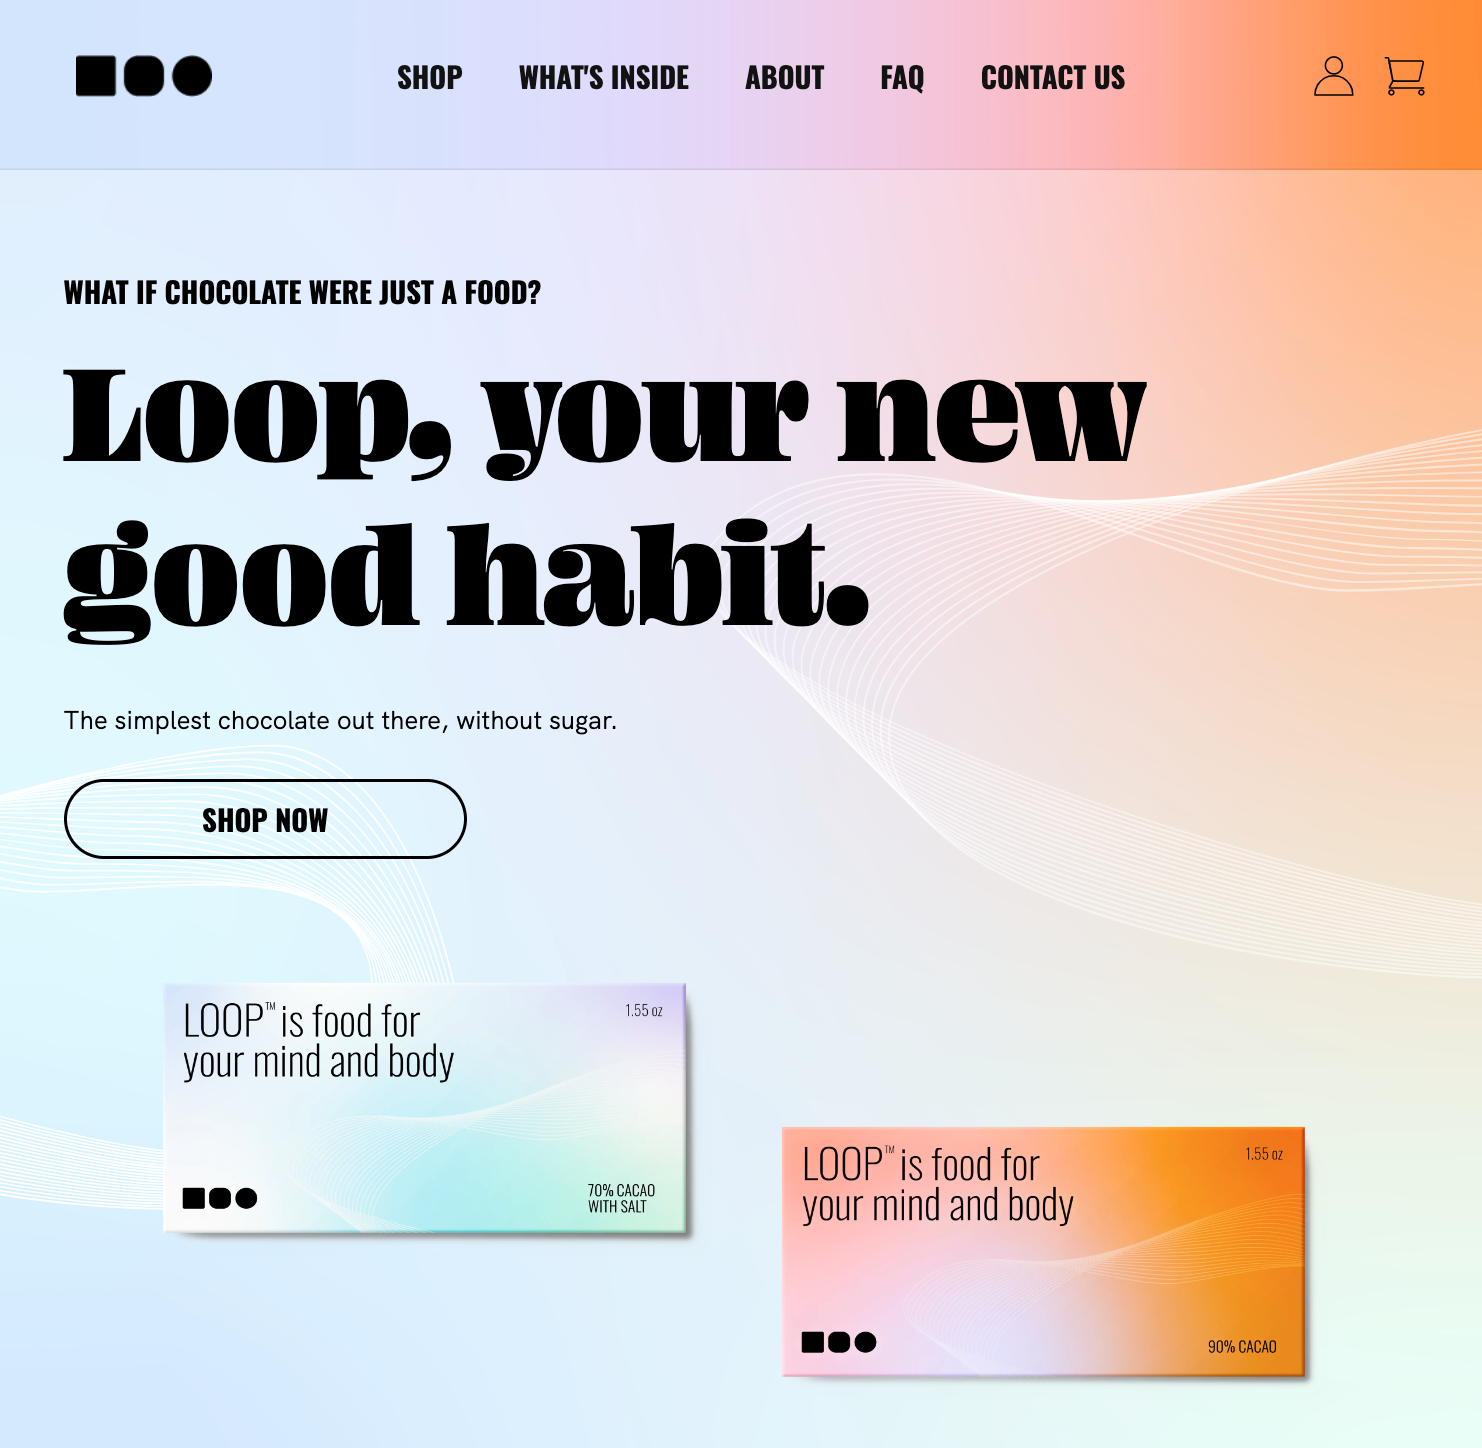 SHOP WHAT'S INSIDE ABOUT FAQ CONTACT US
WHAT IF CHOCOLATE WERE JUST A FOOD?
Loop, your new
good habit.
The simplest chocolate out there, without sugar.
SHOP NOW
LOOP™ is food for
your mind and body
1.55 oz
70% CACAO
WITH SALT
LOOP™ is food for
your mind and body
1.55 oz
90% CACAO